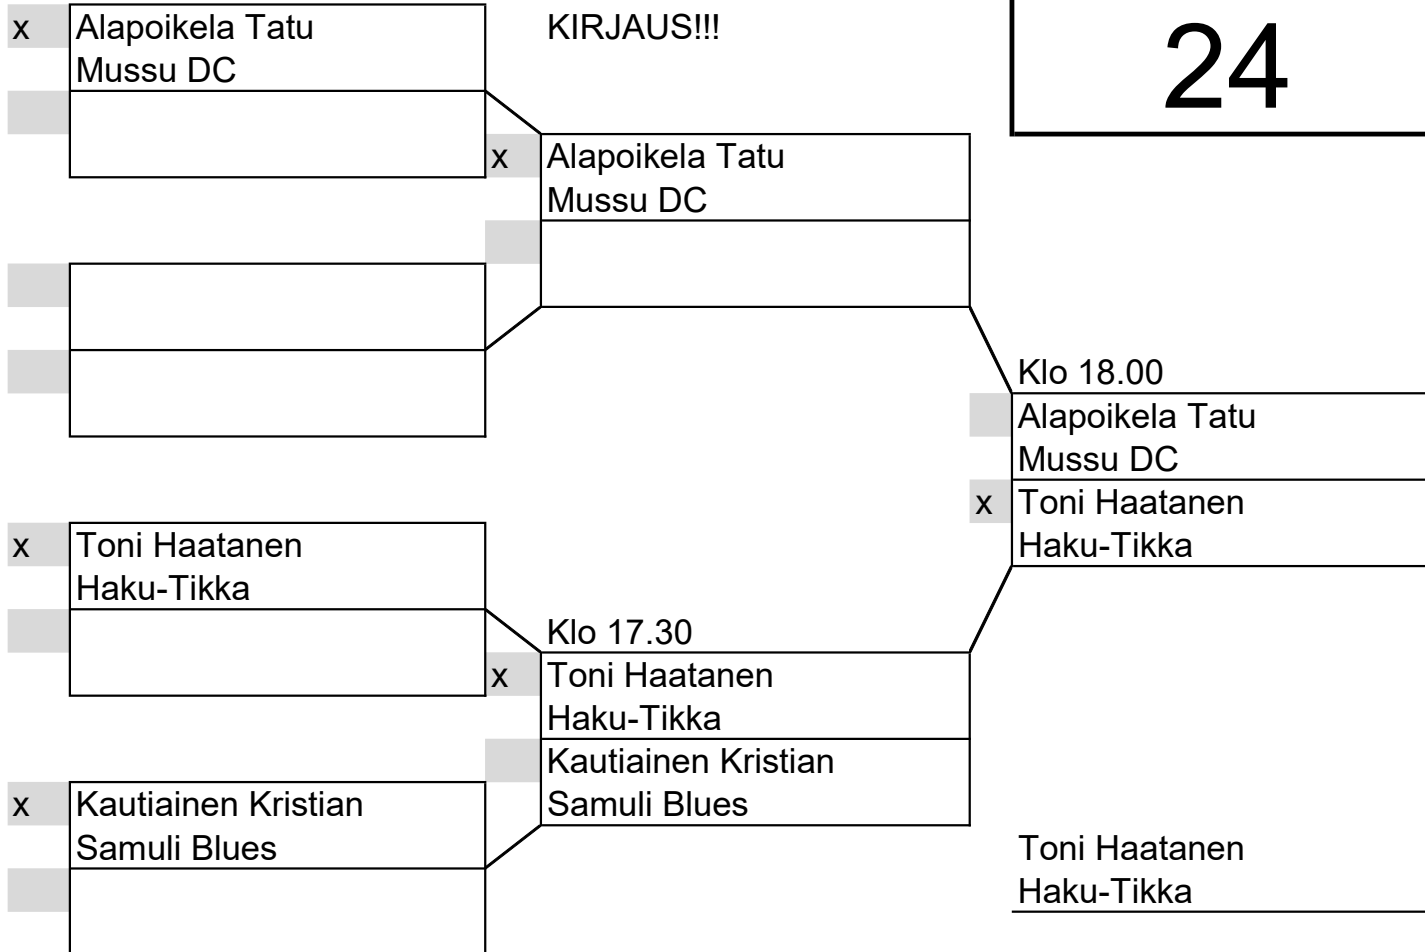 x Alapoikela Tatu
Mussu DC
KIRJAUS!!!
24
x Alapoikela Tatu
Mussu DC
Klo 18.00
Alapoikela Tatu
Mussu DC
x Toni Haatanen
Haku-Tikka
x Toni Haatanen
Haku-Tikka
Klo 17.30
x Toni Haatanen
Haku-Tikka
Kautiainen Kristian
Samuli Blues
x Kautiainen Kristian
Samuli Blues
Toni Haatanen
Haku-Tikka